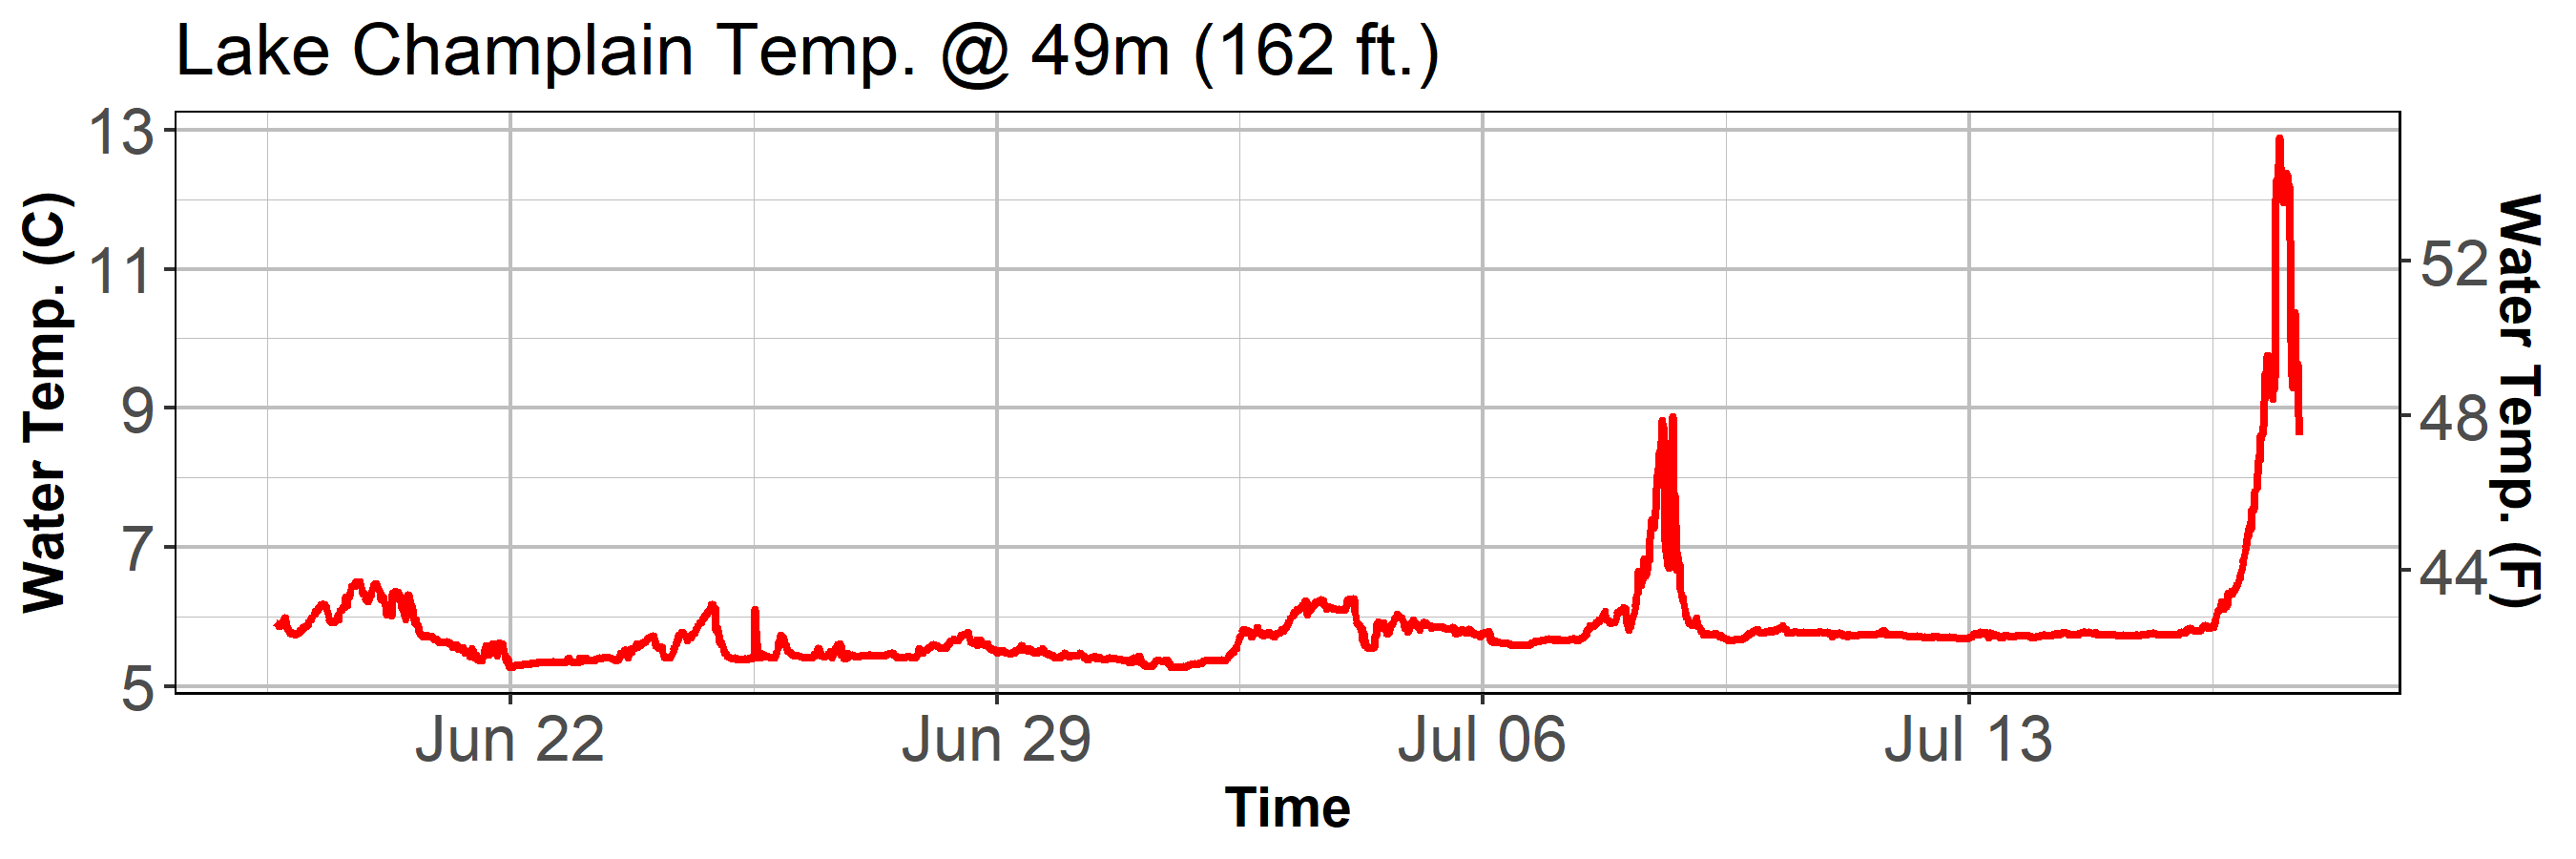 Lake Champlain Temp. @ 49m (162 ft.)
Water Temp. (C)
13
11
9
7
5
52
48
44
Water Temp. (F)
Jun 22 Jun 29 Jul 06 Jul 13
Time